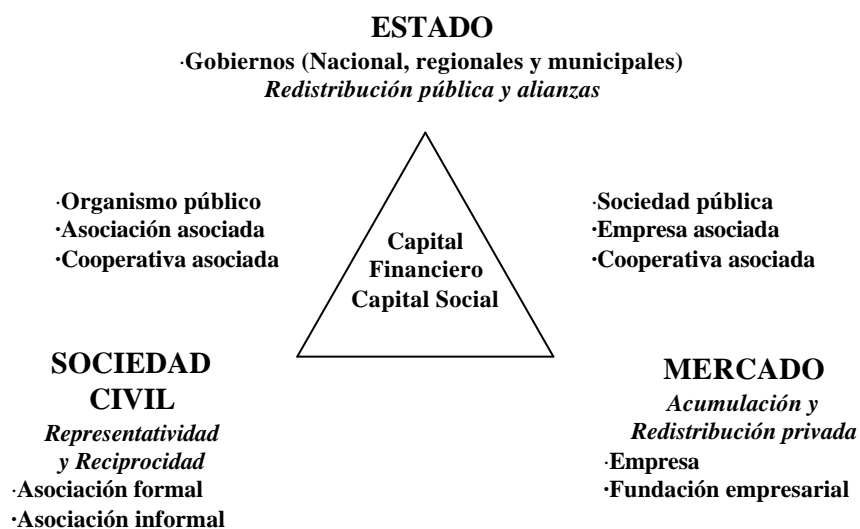 ESTADO
·Gobiernos (Nacional, regionales y municipales)
Redistribución pública y alianzas
·Organismo público
·Asociación asociada
·Cooperativa asociada
·Sociedad pública
·Empresa asociada
·Cooperativa asociada
Capital
Financiero
Capital Social
SOCIEDAD
CIVIL
Representatividad
y Reciprocidad
·Asociación formal
·Asociación informal
MERCADO
Acumulación y
Redistribución privada
·Empresa
·Fundación empresarial